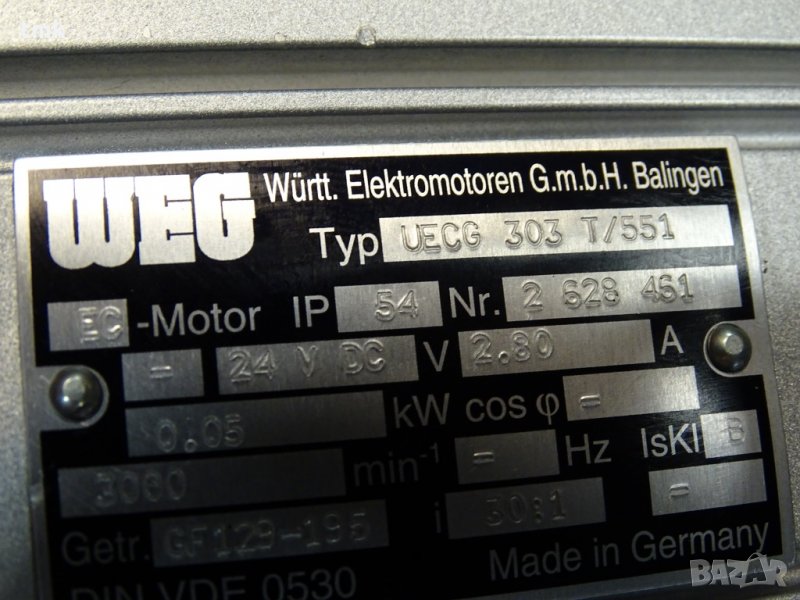 WEG Württ. Elektromotoren G.m.b.H. Balingen
Typ UECG 303 T/551
EC -Motor IP 54 Nr. 2 628 451
= 24 V DC V 2.80 A
0.05 kW cos φ =
3000 min-1 = Hz IsKl B
Getr. GF129-195 i 30:1 =
DIN VDE 0530 Made in Germany
BAZAR